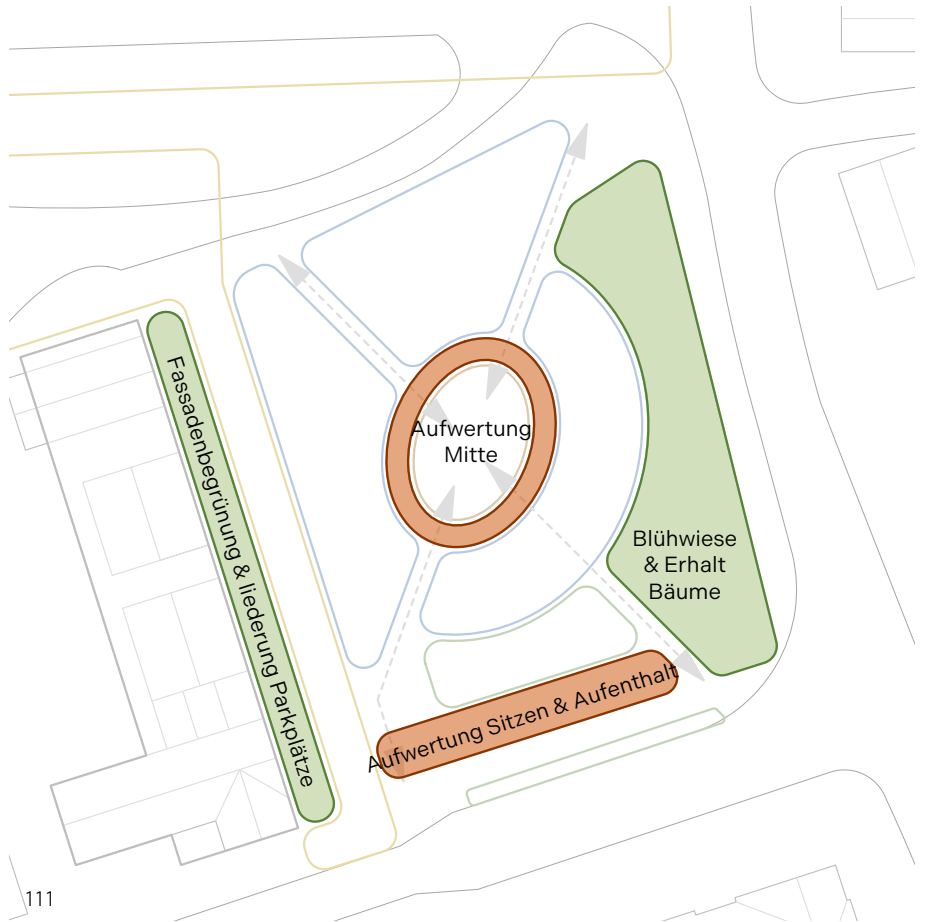 Fassadenbegrünung & liederung Parkplätze
Aufwertung
Mitte
Blühwiese
& Erhalt
Bäume
Aufwertung Sitzen & Aufenthalt
111